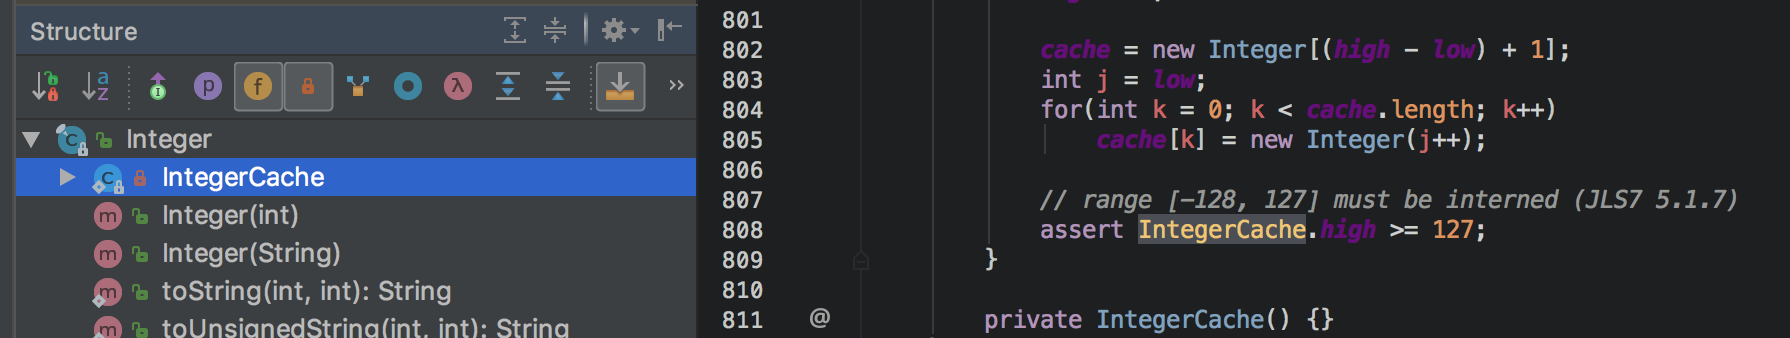 Structure
a
z
I
p
f
λ
»
C
Integer
C
IntegerCache
m
Integer(int)
m
Integer(String)
m
toString(int, int): String
m
toUnsignedString(int, int): String
801
802 cache = new Integer[(high - low) + 1];
803 int j = low;
804 for(int k = 0; k < cache.length; k++)
805 cache[k] = new Integer(j++);
806
807 // range [-128, 127] must be interned (JLS7 5.1.7)
808 assert IntegerCache.high >= 127;
809 }
810
811 @ private IntegerCache() {}